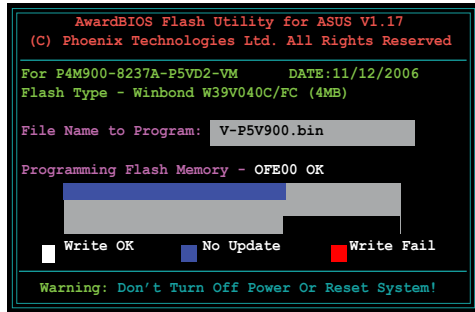 AwardBIOS Flash Utility for ASUS V1.17
(C) Phoenix Technologies Ltd. All Rights Reserved
For P4M900-8237A-P5VD2-VM DATE:11/12/2006
Flash Type - Winbond W39V040C/FC (4MB)
File Name to Program: V-P5V900.bin
Programming Flash Memory - OFE00 OK
Write OK No Update Write Fail
Warning: Don't Turn Off Power Or Reset System!